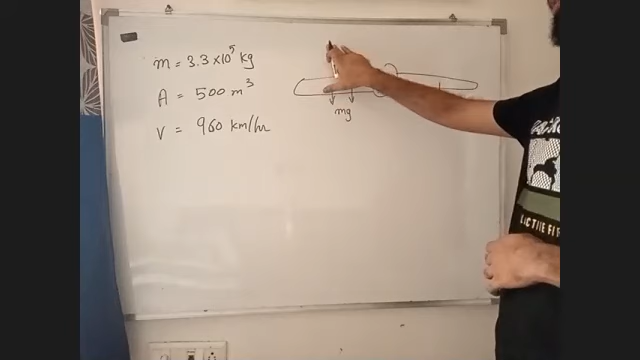 m = 3.3 × 10⁵ kg
A = 500 m³
v = 960 km/hr
mg